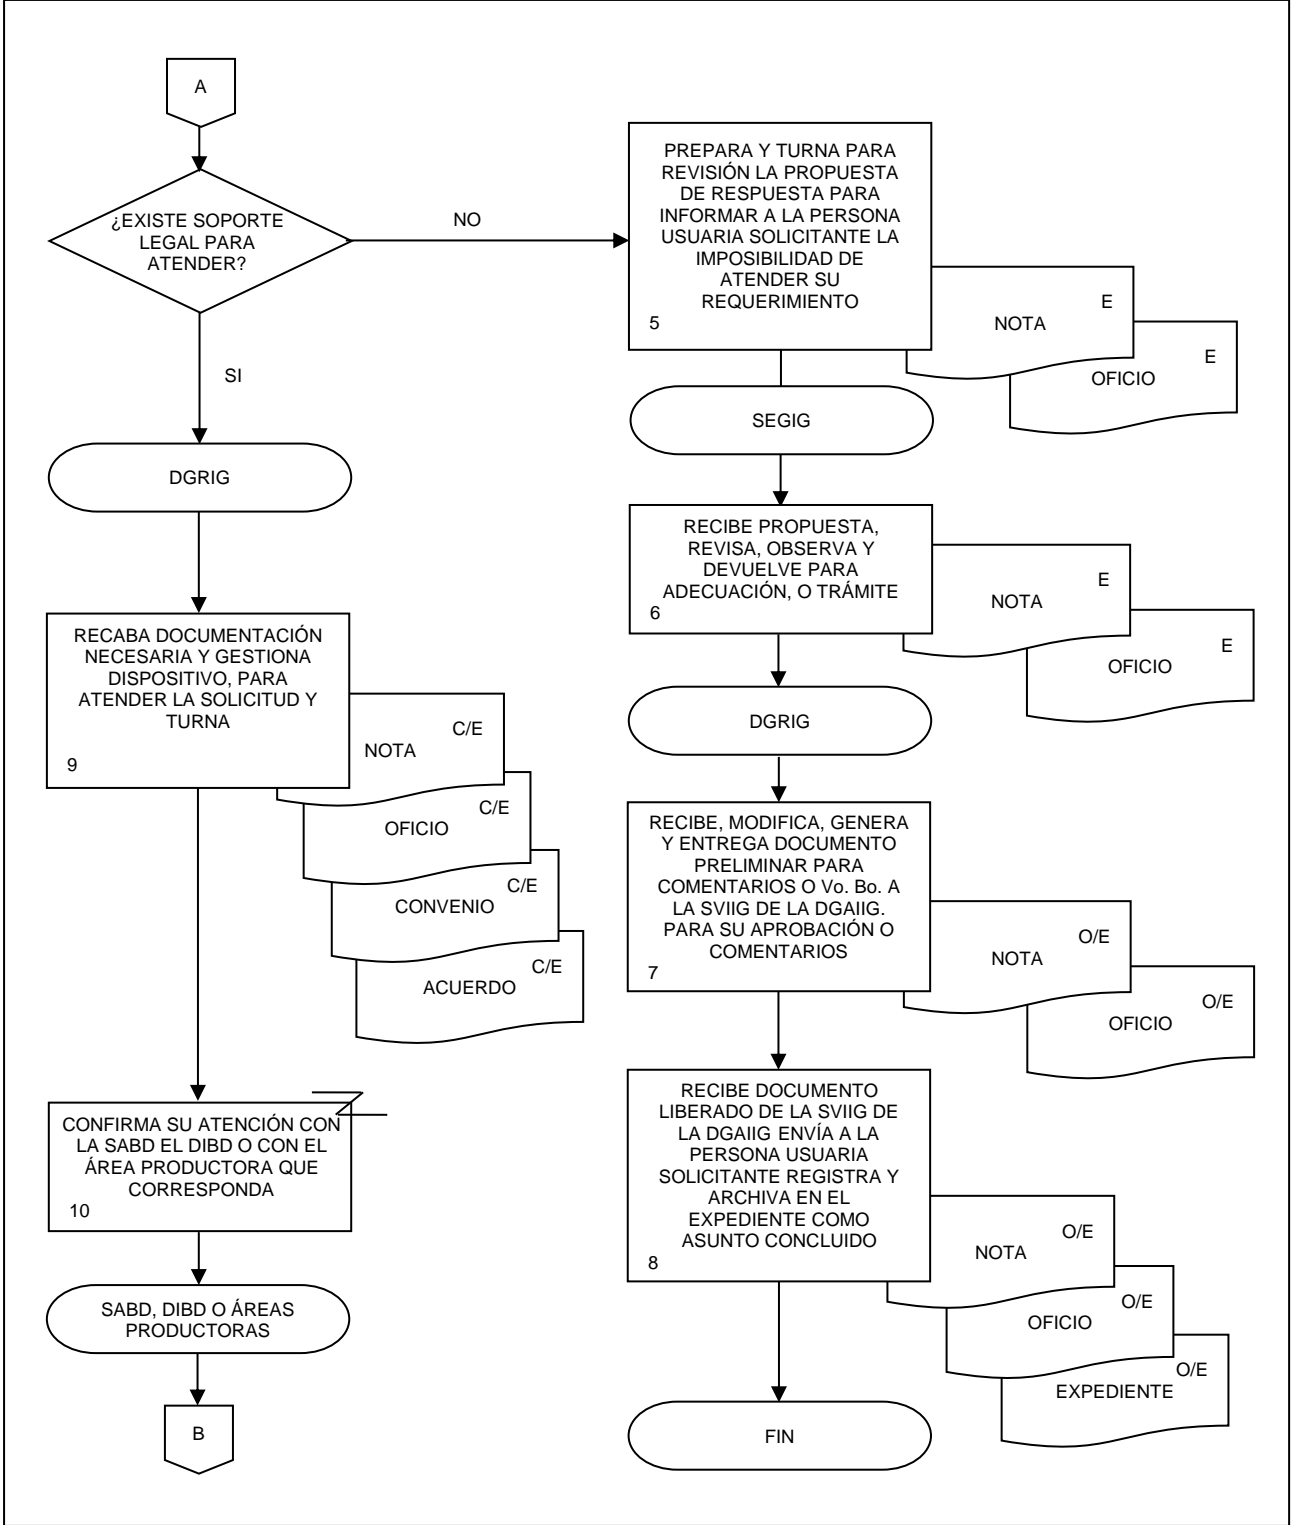 A
¿EXISTE SOPORTE
LEGAL PARA
ATENDER?
NO
SI
DGRIG
RECABA DOCUMENTACIÓN
NECESARIA Y GESTIONA
DISPOSITIVO, PARA
ATENDER LA SOLICITUD Y
TURNA
9
C/E
NOTA
C/E
OFICIO
C/E
CONVENIO
C/E
ACUERDO
CONFIRMA SU ATENCIÓN CON
LA SABD EL DIBD O CON EL
ÁREA PRODUCTORA QUE
CORRESPONDA
10
SABD, DIBD O ÁREAS
PRODUCTORAS
B
PREPARA Y TURNA PARA
REVISIÓN LA PROPUESTA
DE RESPUESTA PARA
INFORMAR A LA PERSONA
USUARIA SOLICITANTE LA
IMPOSIBILIDAD DE
ATENDER SU
REQUERIMIENTO
5
E
NOTA
E
OFICIO
SEGIG
RECIBE PROPUESTA,
REVISA, OBSERVA Y
DEVUELVE PARA
ADECUACIÓN, O TRÁMITE
6
E
NOTA
E
OFICIO
DGRIG
RECIBE, MODIFICA, GENERA
Y ENTREGA DOCUMENTO
PRELIMINAR PARA
COMENTARIOS O Vo. Bo. A
LA SVIIG DE LA DGAIIG.
PARA SU APROBACIÓN O
COMENTARIOS
7
O/E
NOTA
O/E
OFICIO
RECIBE DOCUMENTO
LIBERADO DE LA SVIIG DE
LA DGAIIG ENVÍA A LA
PERSONA USUARIA
SOLICITANTE REGISTRA Y
ARCHIVA EN EL
EXPEDIENTE COMO
ASUNTO CONCLUIDO
8
O/E
NOTA
O/E
OFICIO
O/E
EXPEDIENTE
FIN